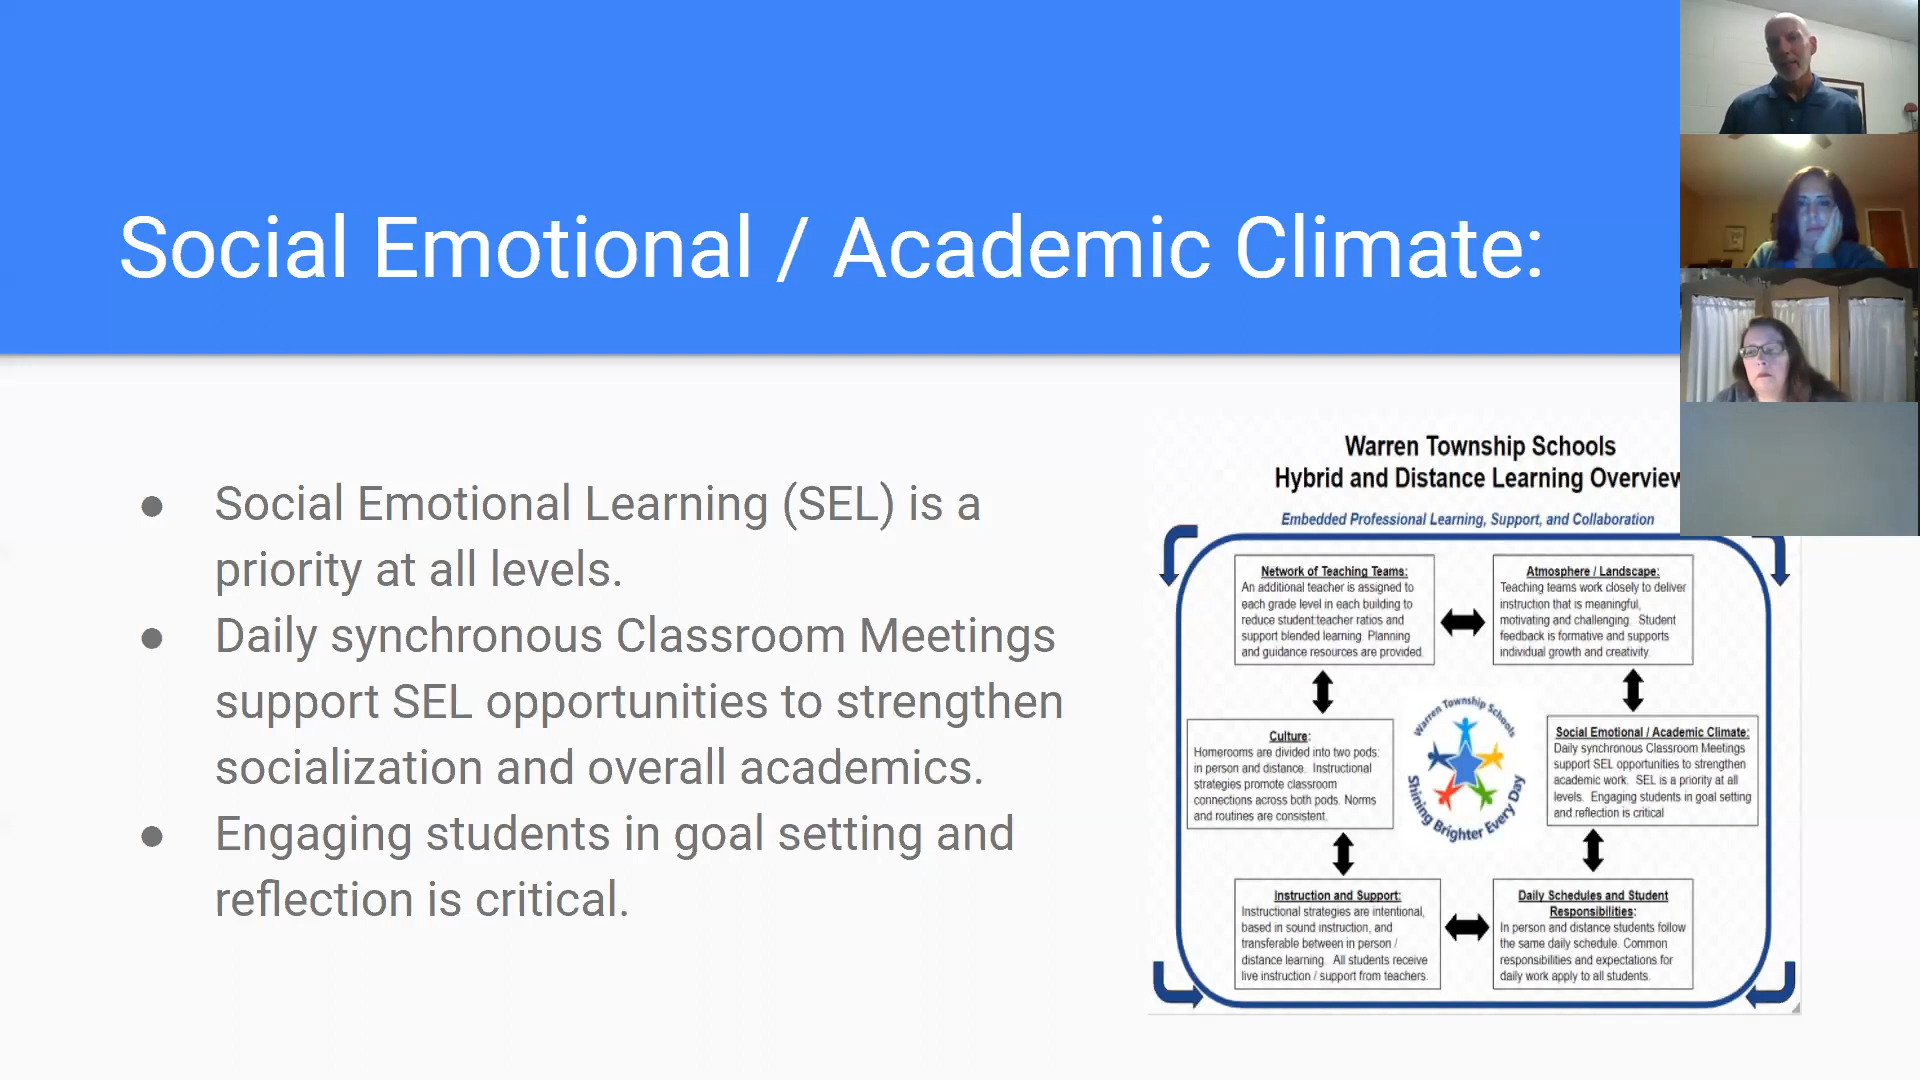 Social Emotional / Academic Climate:
● Social Emotional Learning (SEL) is a
priority at all levels.
● Daily synchronous Classroom Meetings
support SEL opportunities to strengthen
socialization and overall academics.
● Engaging students in goal setting and
reflection is critical.
Warren Township Schools
Hybrid and Distance Learning Overview
Embedded Professional Learning, Support, and Collaboration
Network of Teaching Teams:
An additional teacher is assigned to
each grade level in each building to
reduce student:teacher ratios and
support blended learning. Planning
and guidance resources are provided.
Atmosphere / Landscape:
Teaching teams work closely to deliver
instruction that is meaningful,
motivating and challenging. Student
feedback is formative and supports
individual growth and creativity.
Culture:
Homerooms are divided into two pods:
in person and distance. Instructional
strategies promote classroom
connections across both pods. Norms
and routines are consistent.
Warren Township Schools
Shining Brighter Every Day
Social Emotional / Academic Climate:
Daily synchronous Classroom Meetings
support SEL opportunities to strengthen
academic work. SEL is a priority at all
levels. Engaging students in goal setting
and reflection is critical
Instruction and Support:
Instructional strategies are intentional,
based in sound instruction, and
transferable between in person /
distance learning. All students receive
live instruction / support from teachers.
Daily Schedules and Student
Responsibilities:
In person and distance students follow
the same daily schedule. Common
responsibilities and expectations for
daily work apply to all students.